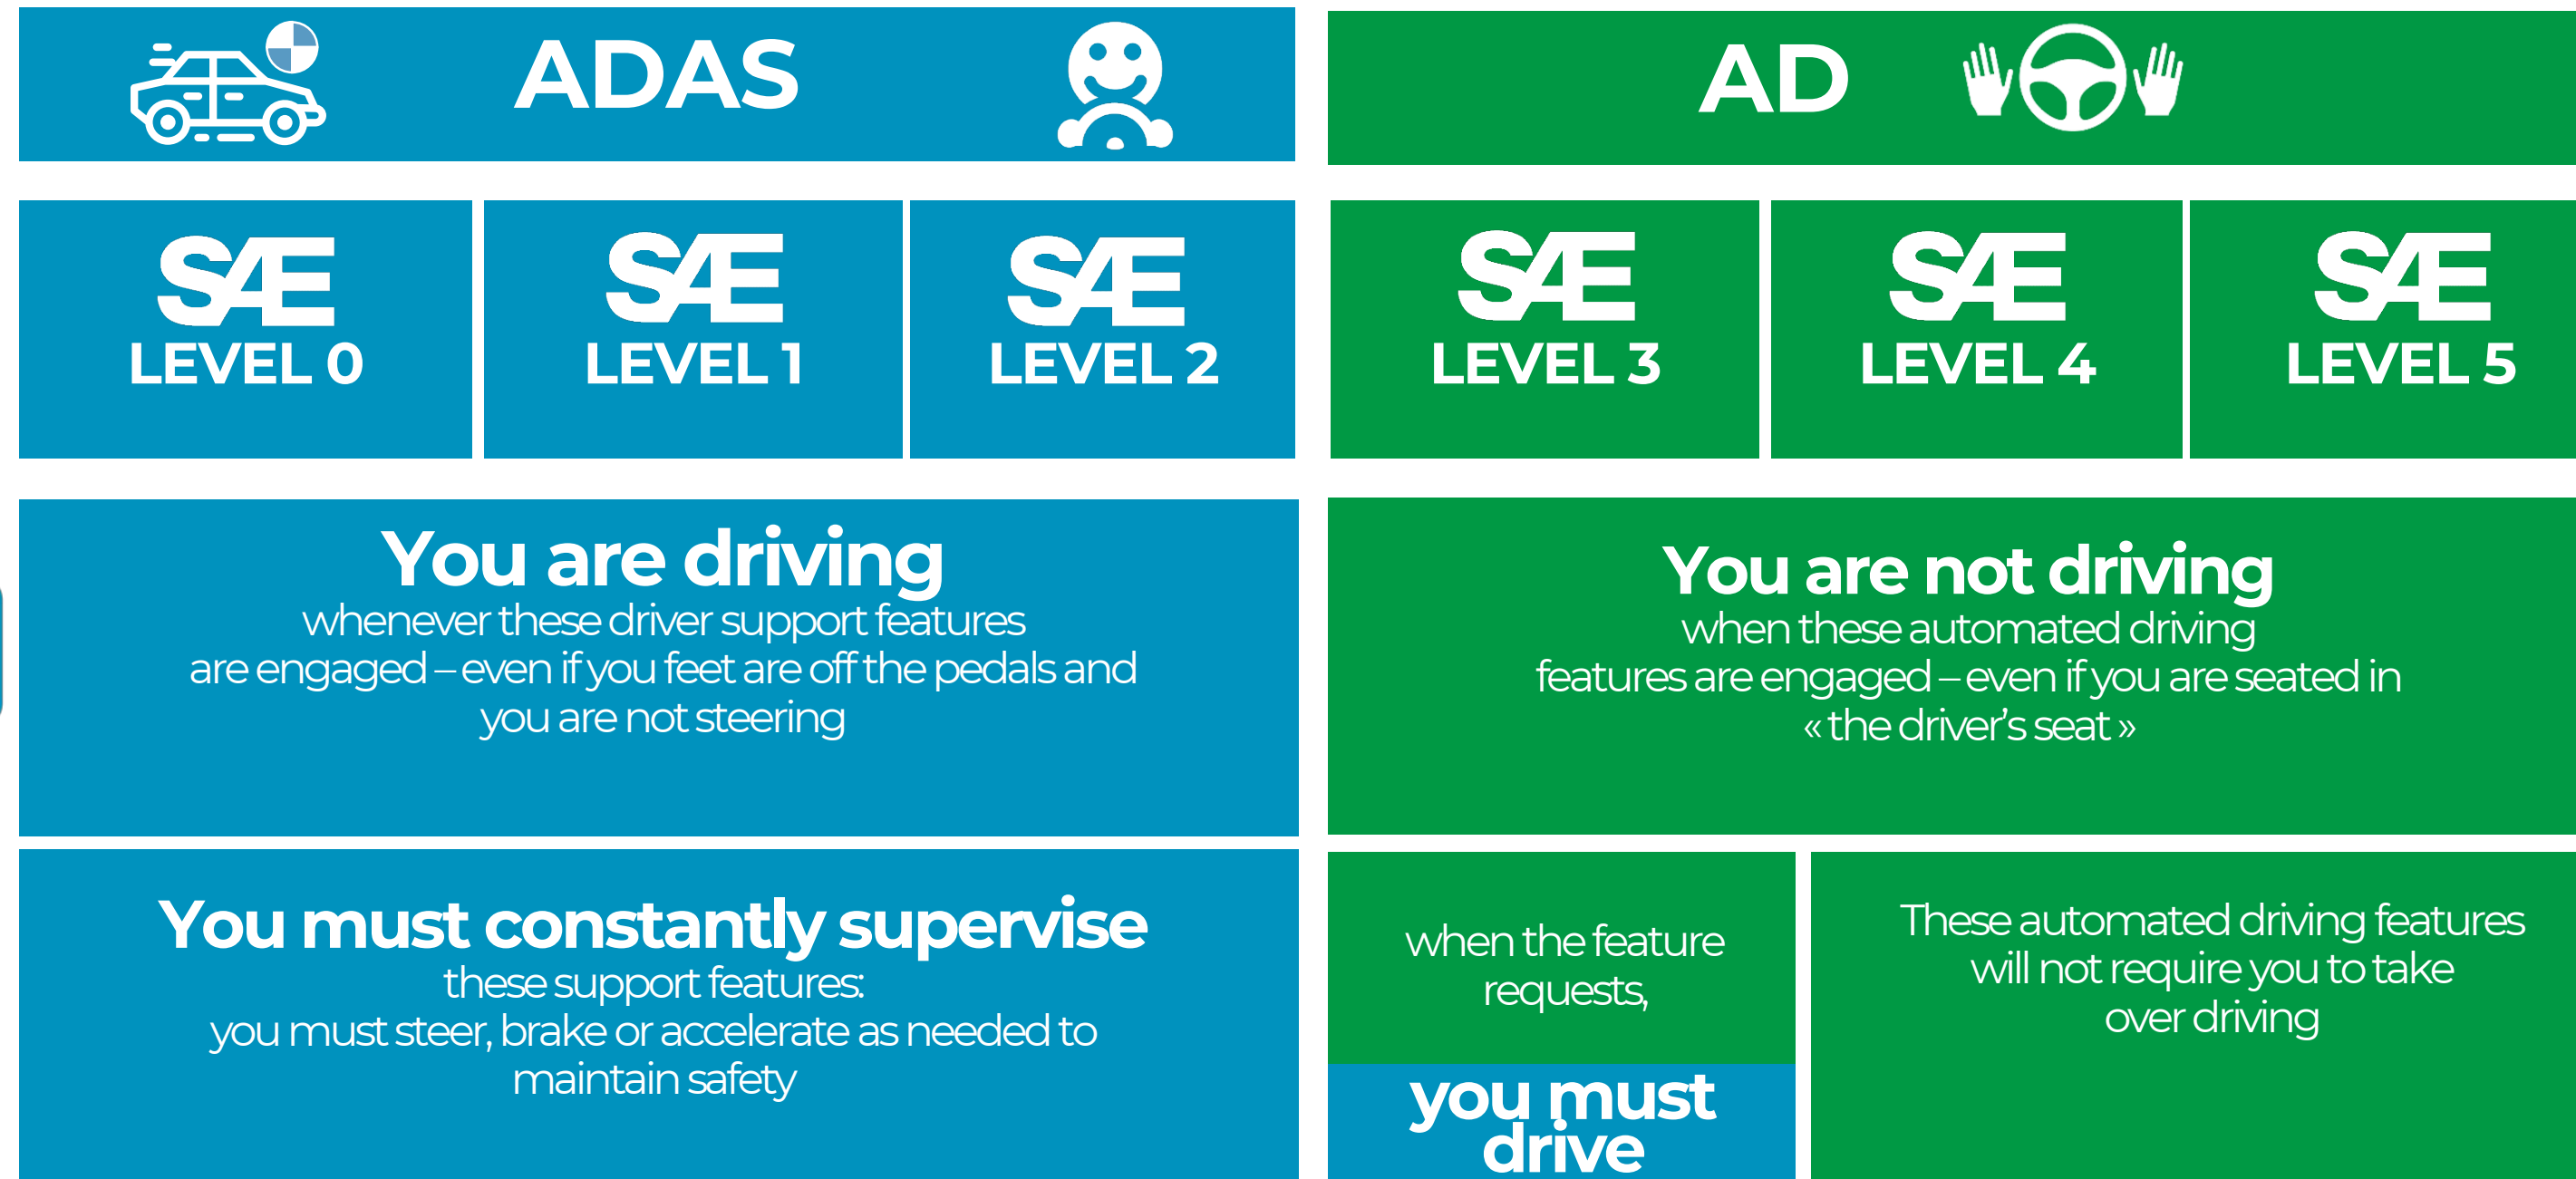 ADAS
AD
SAE
LEVEL 0
SAE
LEVEL 1
SAE
LEVEL 2
SAE
LEVEL 3
SAE
LEVEL 4
SAE
LEVEL 5
You are driving
whenever these driver support features
are engaged – even if you feet are off the pedals and
you are not steering
You are not driving
when these automated driving
features are engaged – even if you are seated in
« the driver’s seat »
You must constantly supervise
these support features:
you must steer, brake or accelerate as needed to
maintain safety
when the feature
requests,
you must
drive
These automated driving features
will not require you to take
over driving